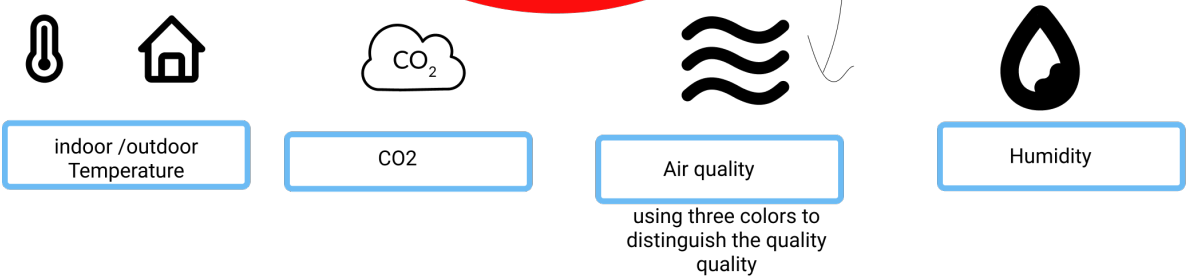 CO2
indoor /outdoor
Temperature
CO2
Air quality
Humidity
using three colors to
distinguish the quality
quality